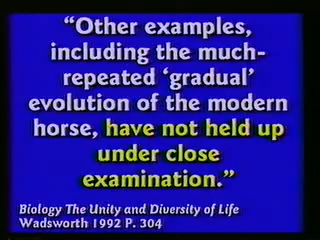 “Other examples,
including the much-
repeated ‘gradual’
evolution of the modern
horse, have not held up
under close
examination.”
Biology The Unity and Diversity of Life
Wadsworth 1992 P. 304